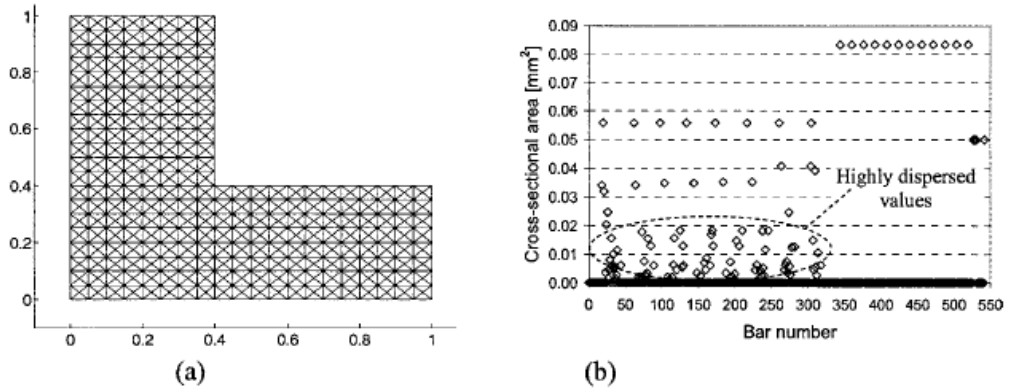 1
0.8
0.6
0.4
0.2
0
0 0.2 0.4 0.6 0.8 1
(a)
Cross-sectional area [mm²]
0.09
0.08
0.07
0.06
0.05
0.04
0.03
0.02
0.01
0.00
Highly dispersed
values
0 50 100 150 200 250 300 350 400 450 500 550
Bar number
(b)